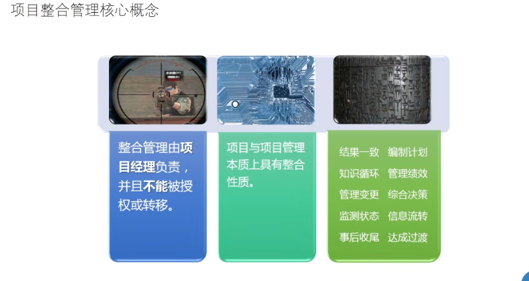 项目整合管理核心概念
整合管理由项
目经理负责，
并且不能被授
权或转移。
项目与项目管理
本质上具有整合
性质。
结果一致 编制计划
知识循环 管理绩效
管理变更 综合决策
监测状态 信息流转
事后收尾 达成过渡